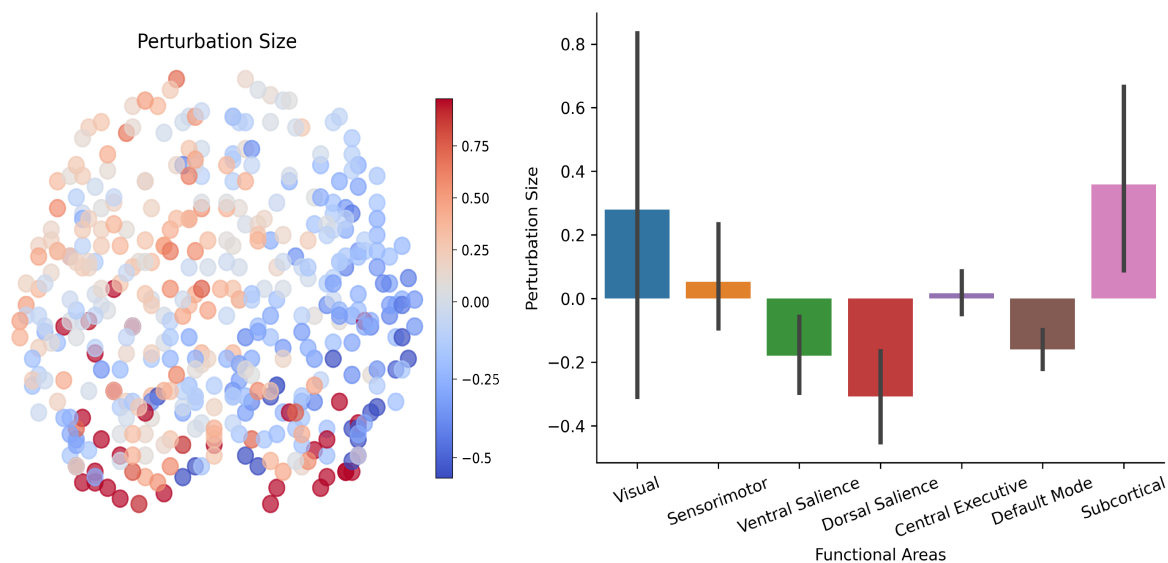 Perturbation Size
0.75
0.50
0.25
0.00
−0.25
−0.5
Perturbation Size
0.8
0.6
0.4
0.2
0.0
−0.2
−0.4
Visual
Sensorimotor
Ventral Salience
Dorsal Salience
Central Executive
Default Mode
Subcortical
Functional Areas